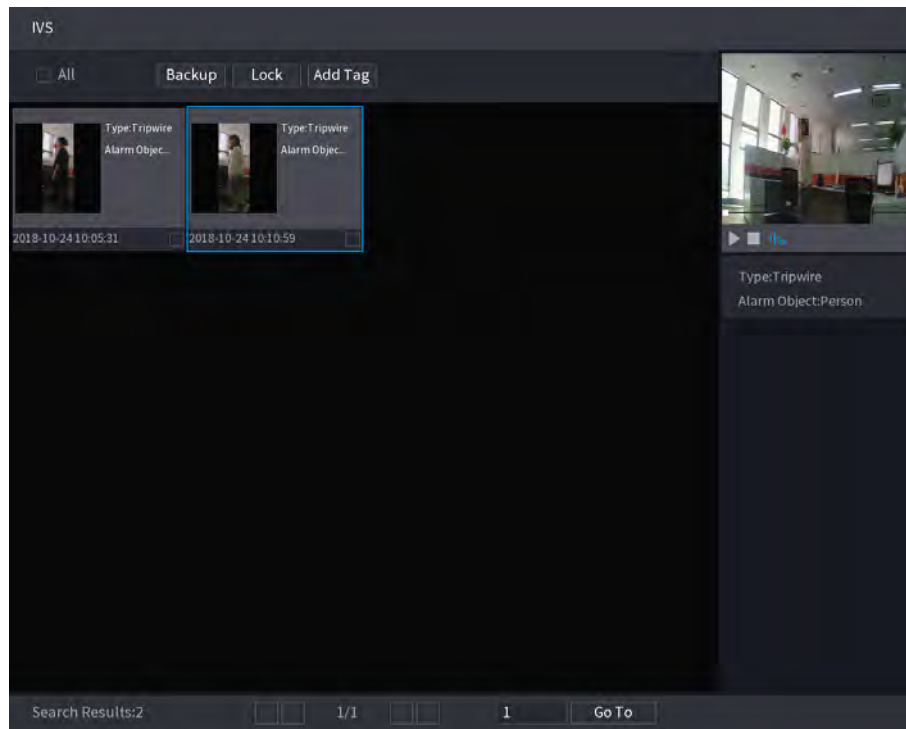 IVS
All Backup Lock Add Tag
Type:Tripwire
Alarm Objec...
2018-10-24 10:05:31
Type:Tripwire
Alarm Objec...
2018-10-24 10:10:59
Type:Tripwire
Alarm Object:Person
Search Results:2 1/1 1 Go To